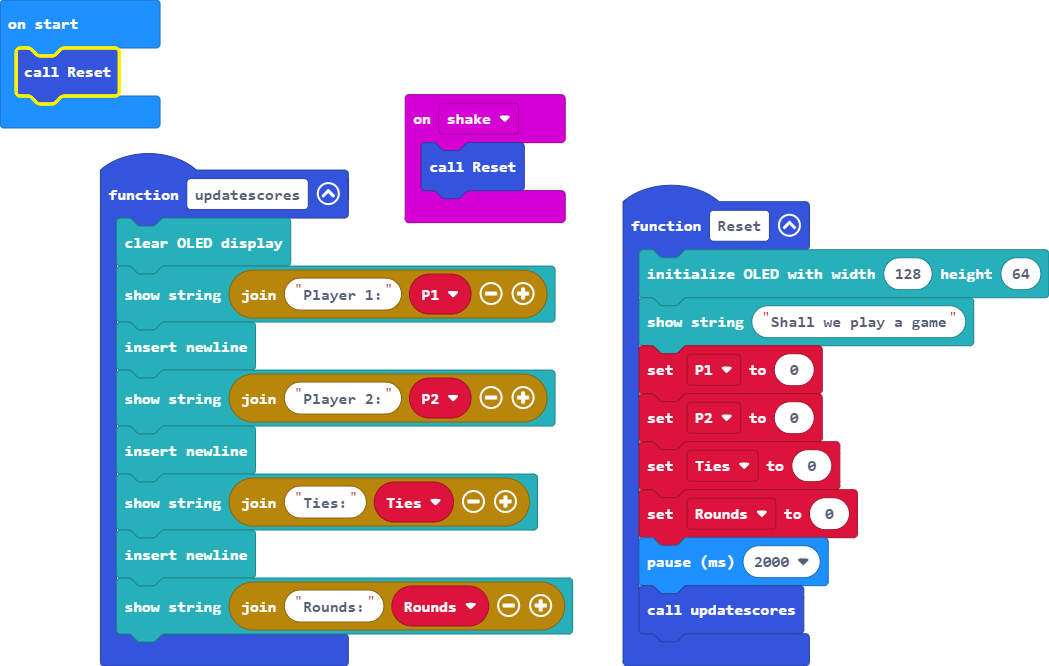 on start
call Reset
on shake
call Reset
function updatescores
clear OLED display
show string join "Player 1:" P1
insert newline
show string join "Player 2:" P2
insert newline
show string join "Ties:" Ties
insert newline
show string join "Rounds:" Rounds
function Reset
initialize OLED with width 128 height 64
show string "Shall we play a game"
set P1 to 0
set P2 to 0
set Ties to 0
set Rounds to 0
pause (ms) 2000
call updatescores